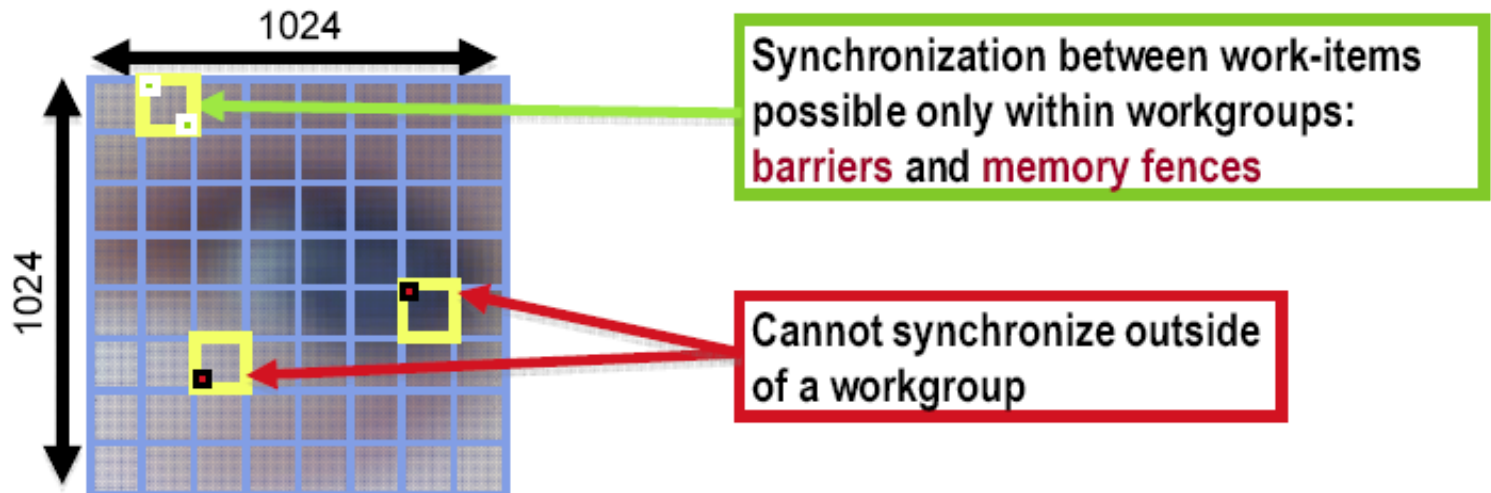 1024
Synchronization between work-items
possible only within workgroups:
barriers and memory fences
1024
Cannot synchronize outside
of a workgroup